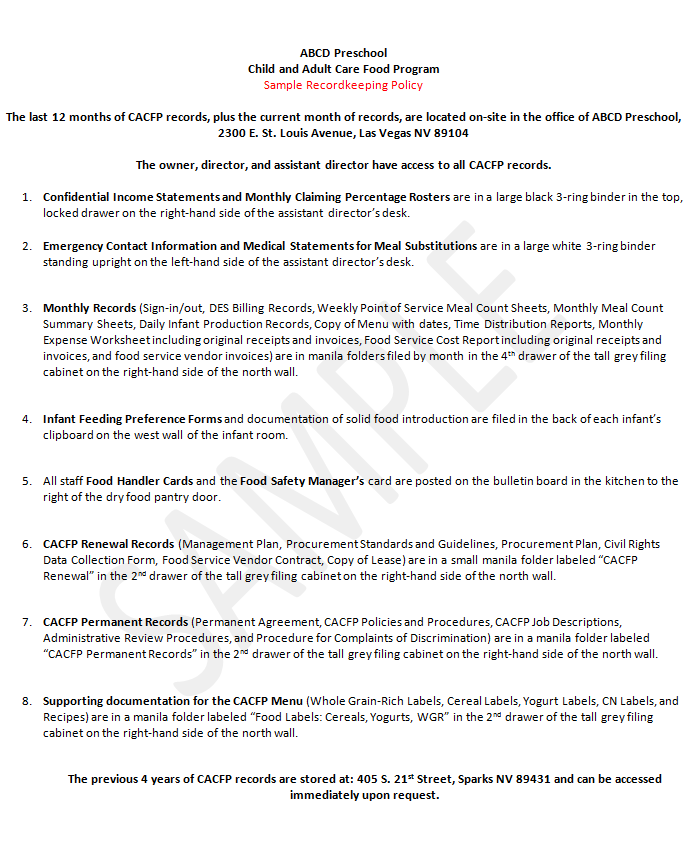 ABCD Preschool
Child and Adult Care Food Program
Sample Recordkeeping Policy
The last 12 months of CACFP records, plus the current month of records, are located on-site in the office of ABCD Preschool,
2300 E. St. Louis Avenue, Las Vegas NV 89104
The owner, director, and assistant director have access to all CACFP records.
1. Confidential Income Statements and Monthly Claiming Percentage Rosters are in a large black 3-ring binder in the top,
locked drawer on the right-hand side of the assistant director's desk.
2. Emergency Contact Information and Medical Statements for Meal Substitutions are in a large white 3-ring binder
standing upright on the left-hand side of the assistant director's desk.
3. Monthly Records (Sign-in/out, DES Billing Records, Weekly Point of Service Meal Count Sheets, Monthly Meal Count
Summary Sheets, Daily Infant Production Records, Copy of Menu with dates, Time Distribution Reports, Monthly
Expense Worksheet including original receipts and invoices, Food Service Cost Report including original receipts and
invoices, and food service vendor invoices) are in manila folders filed by month in the 4th drawer of the tall grey filing
cabinet on the right-hand side of the north wall.
4. Infant Feeding Preference Forms and documentation of solid food introduction are filed in the back of each infant's
clipboard on the west wall of the infant room.
5. All staff Food Handler Cards and the Food Safety Manager's card are posted on the bulletin board in the kitchen to the
right of the dry food pantry door.
6. CACFP Renewal Records (Management Plan, Procurement Standards and Guidelines, Procurement Plan, Civil Rights
Data Collection Form, Food Service Vendor Contract, Copy of Lease) are in a small manila folder labeled "CACFP
Renewal" in the 2nd drawer of the tall grey filing cabinet on the right-hand side of the north wall.
7. CACFP Permanent Records (Permanent Agreement, CACFP Policies and Procedures, CACFP Job Descriptions,
Administrative Review Procedures, and Procedure for Complaints of Discrimination) are in a manila folder labeled
"CACFP Permanent Records" in the 2nd drawer of the tall grey filing cabinet on the right-hand side of the north wall.
8. Supporting documentation for the CACFP Menu (Whole Grain-Rich Labels, Cereal Labels, Yogurt Labels, CN Labels, and
Recipes) are in a manila folder labeled "Food Labels: Cereals, Yogurts, WGR" in the 2nd drawer of the tall grey filing
cabinet on the right-hand side of the north wall.
The previous 4 years of CACFP records are stored at: 405 S. 21st Street, Sparks NV 89431 and can be accessed
immediately upon request.
SAMPLE